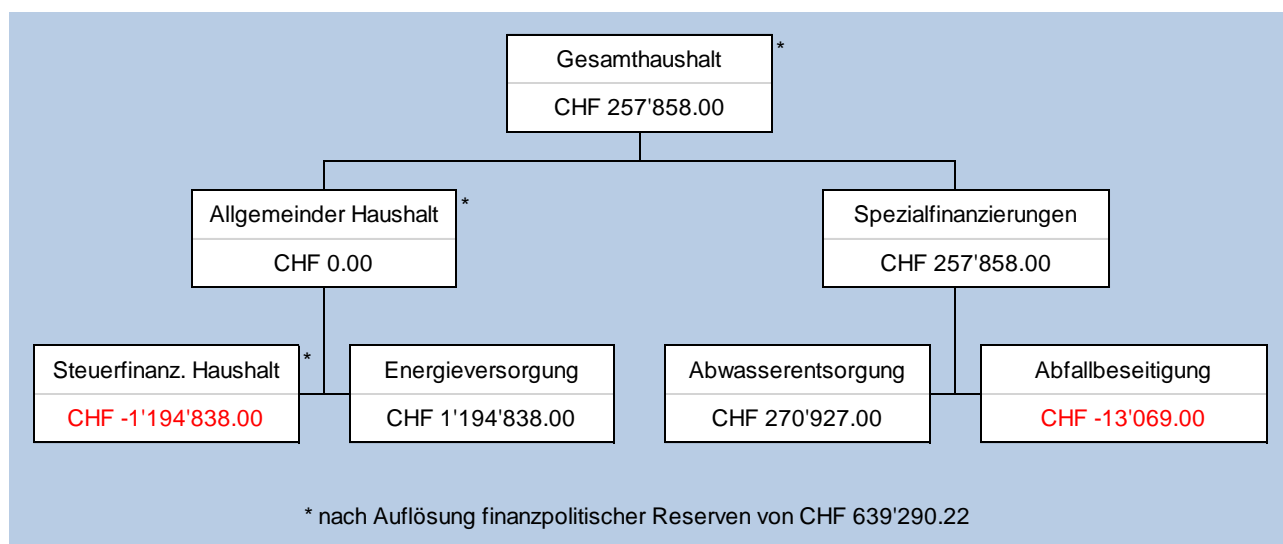 Gesamthaushalt *
CHF 257'858.00
Allgemeinder Haushalt *
CHF 0.00
Spezialfinanzierungen
CHF 257'858.00
Steuerfinanz. Haushalt *
CHF -1'194'838.00
Energieversorgung
CHF 1'194'838.00
Abwasserentsorgung
CHF 270'927.00
Abfallbeseitigung
CHF -13'069.00
* nach Auflösung finanzpolitischer Reserven von CHF 639'290.22